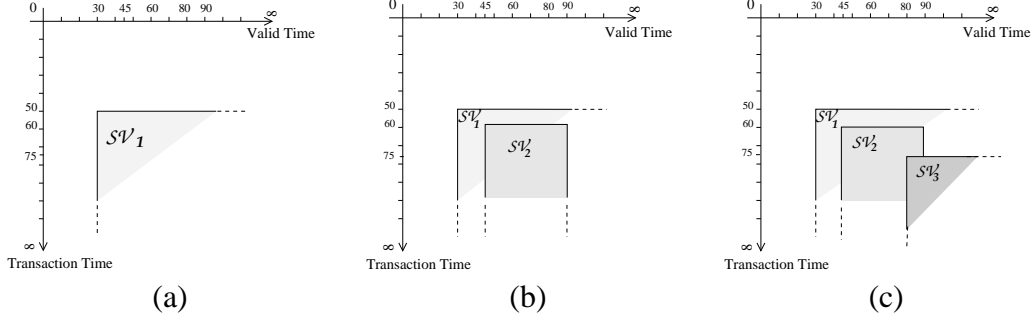 0 30 45 60 80 90 ∞
Valid Time
50
60
75
SV1
∞
Transaction Time
(a)
0 30 45 60 80 90 ∞
Valid Time
50
60
75
SV1
SV2
∞
Transaction Time
(b)
0 30 45 60 80 90 ∞
Valid Time
50
60
75
SV1
SV2
SV3
∞
Transaction Time
(c)